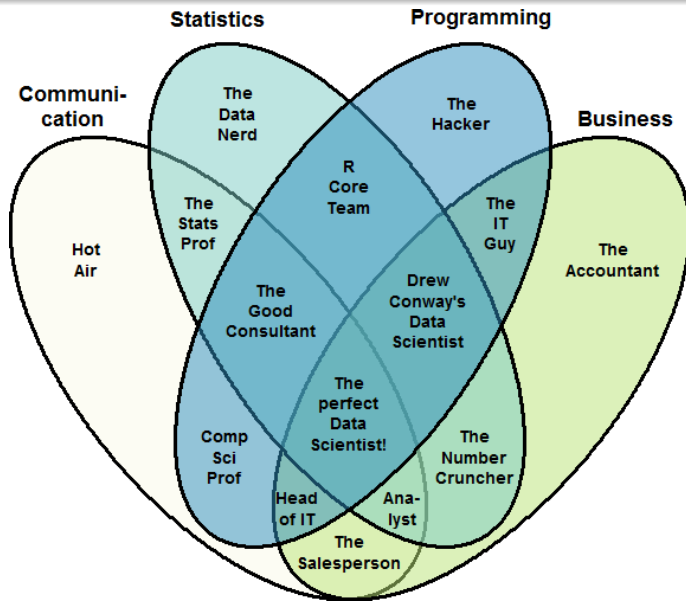 Statistics
Programming
Communi-
cation
Business
The
Data
Nerd
The
Hacker
R
Core
Team
The
Stats
Prof
The
IT
Guy
Hot
Air
The
Accountant
The
Good
Consultant
Drew
Conway's
Data
Scientist
The
perfect
Data
Scientist!
Comp
Sci
Prof
The
Number
Cruncher
Head
of IT
Ana-
lyst
The
Salesperson